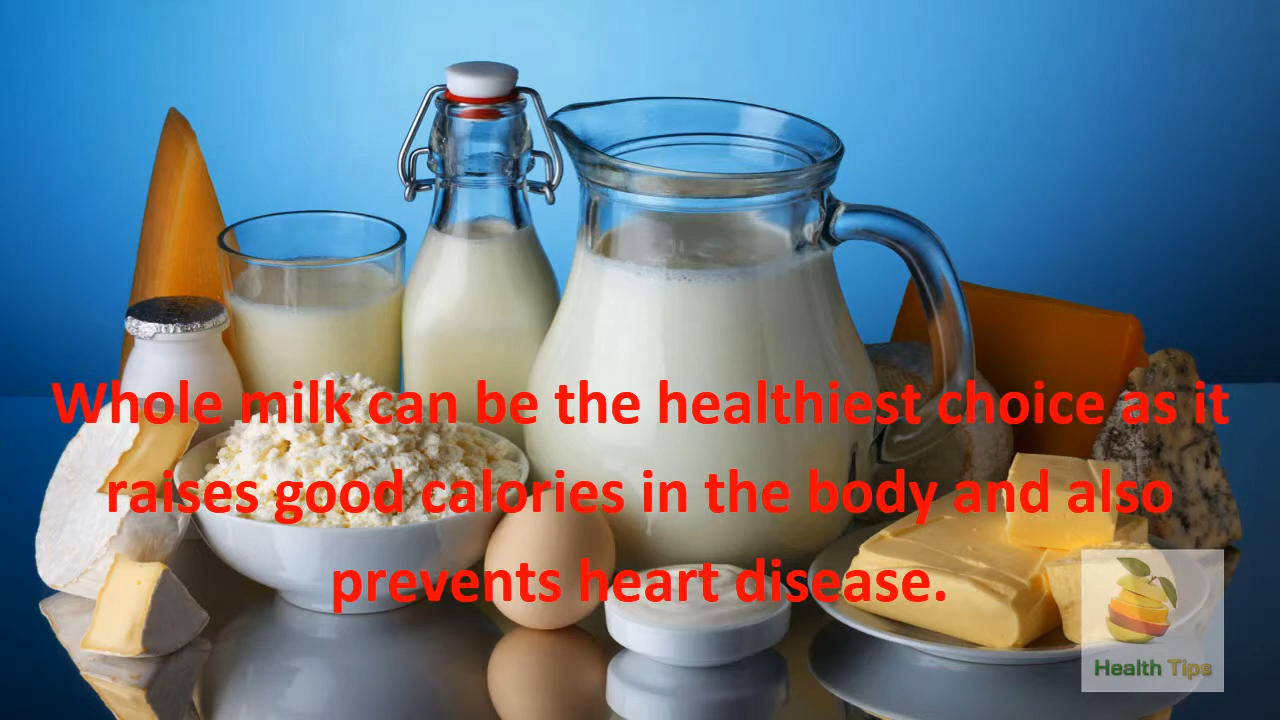 Whole milk can be the healthiest choice as it
raises good calories in the body and also
prevents heart disease.
Health Tips